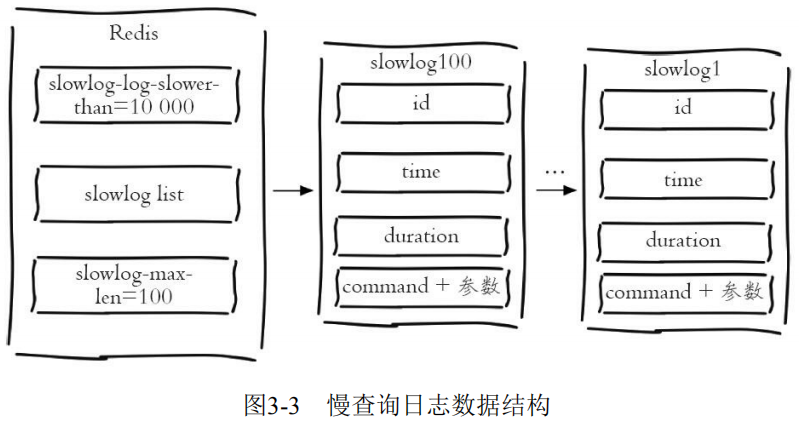 Redis
slowlog-log-slower-
than=10 000
slowlog list
slowlog-max-
len=100
slowlog100
id
time
duration
command + 参数
...
slowlog1
id
time
duration
command + 参数
图3-3 慢查询日志数据结构